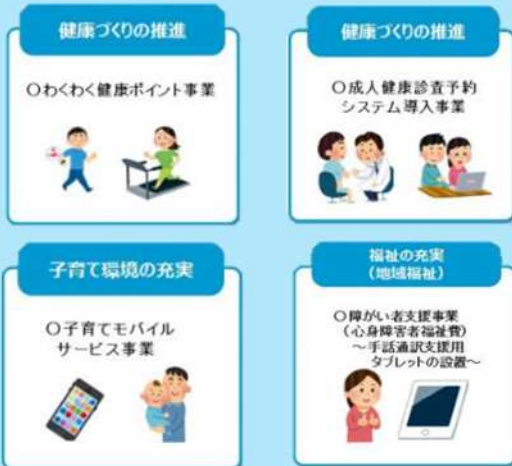 健康づくりの推進
〇わくわく健康ポイント事業
健康づくりの推進
〇成人健康診査予約
システム導入事業
子育て環境の充実
〇子育てモバイル
サービス事業
福祉の充実
(地域福祉)
〇障がい者支援事業
(心身障害者福祉費)
~手話通訳支援用
タブレットの設置~